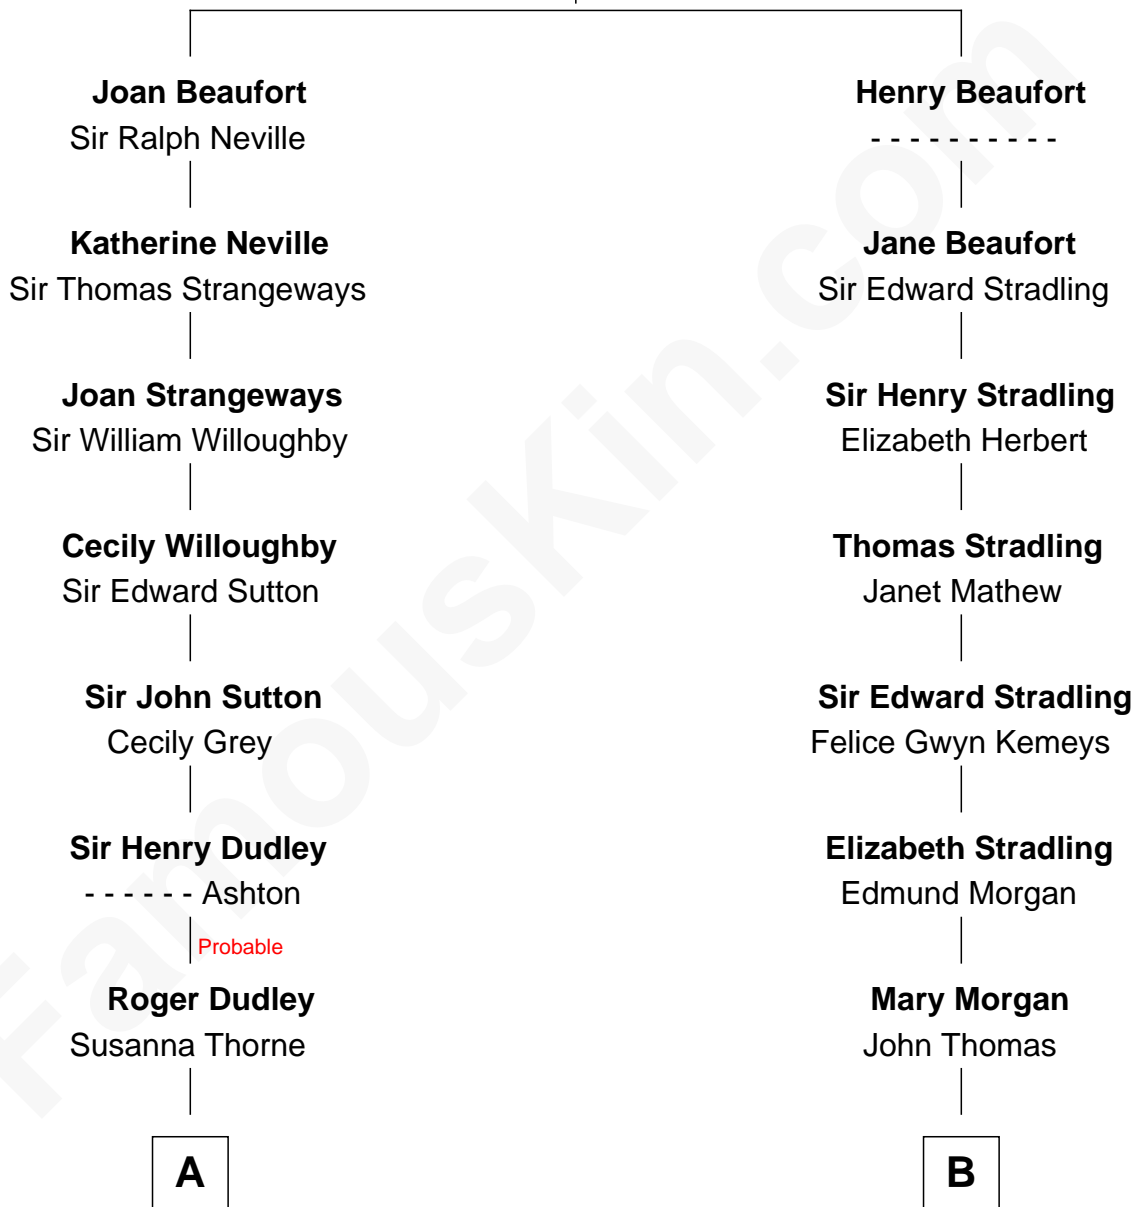 Joan Beaufort
Sir Ralph Neville
Katherine Neville
Sir Thomas Strangeways
Joan Strangeways
Sir William Willoughby
Cecily Willoughby
Sir Edward Sutton
Sir John Sutton
Cecily Grey
Sir Henry Dudley
- - - - - - Ashton
Probable
Roger Dudley
Susanna Thorne
A
Henry Beaufort
- - - - - - - - - -
Jane Beaufort
Sir Edward Stradling
Sir Henry Stradling
Elizabeth Herbert
Thomas Stradling
Janet Mathew
Sir Edward Stradling
Felice Gwyn Kemeys
Elizabeth Stradling
Edmund Morgan
Mary Morgan
John Thomas
B
FamousKin.com